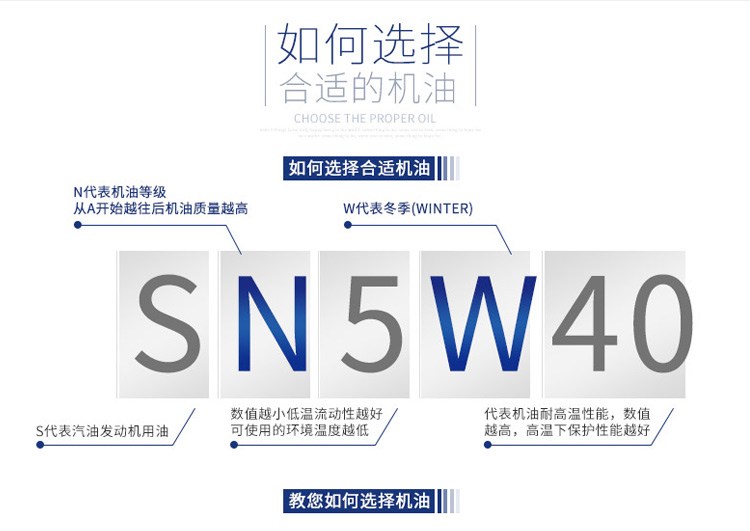 如何选择
合适的机油
CHOOSE THE PROPER OIL
如何选择合适机油
N代表机油等级
从A开始越往后机油质量越高
W代表冬季(WINTER)
SN5W40
S代表汽油发动机用油
数值越小低温流动性越好
可使用的环境温度越低
代表机油耐高温性能，数值
越高，高温下保护性能越好
教您如何选择机油